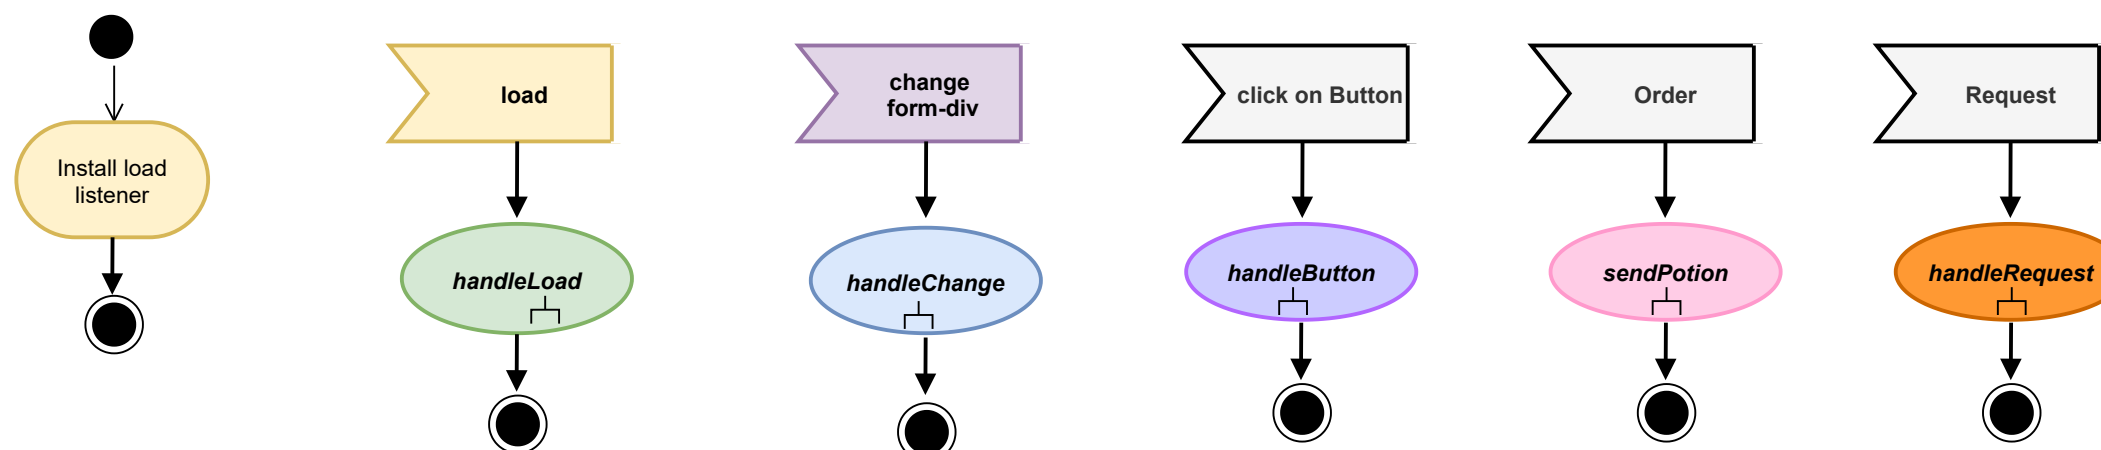 Install load
listener
load
handleLoad
change
form-div
handleChange
click on Button
handleButton
Order
sendPotion
Request
handleRequest